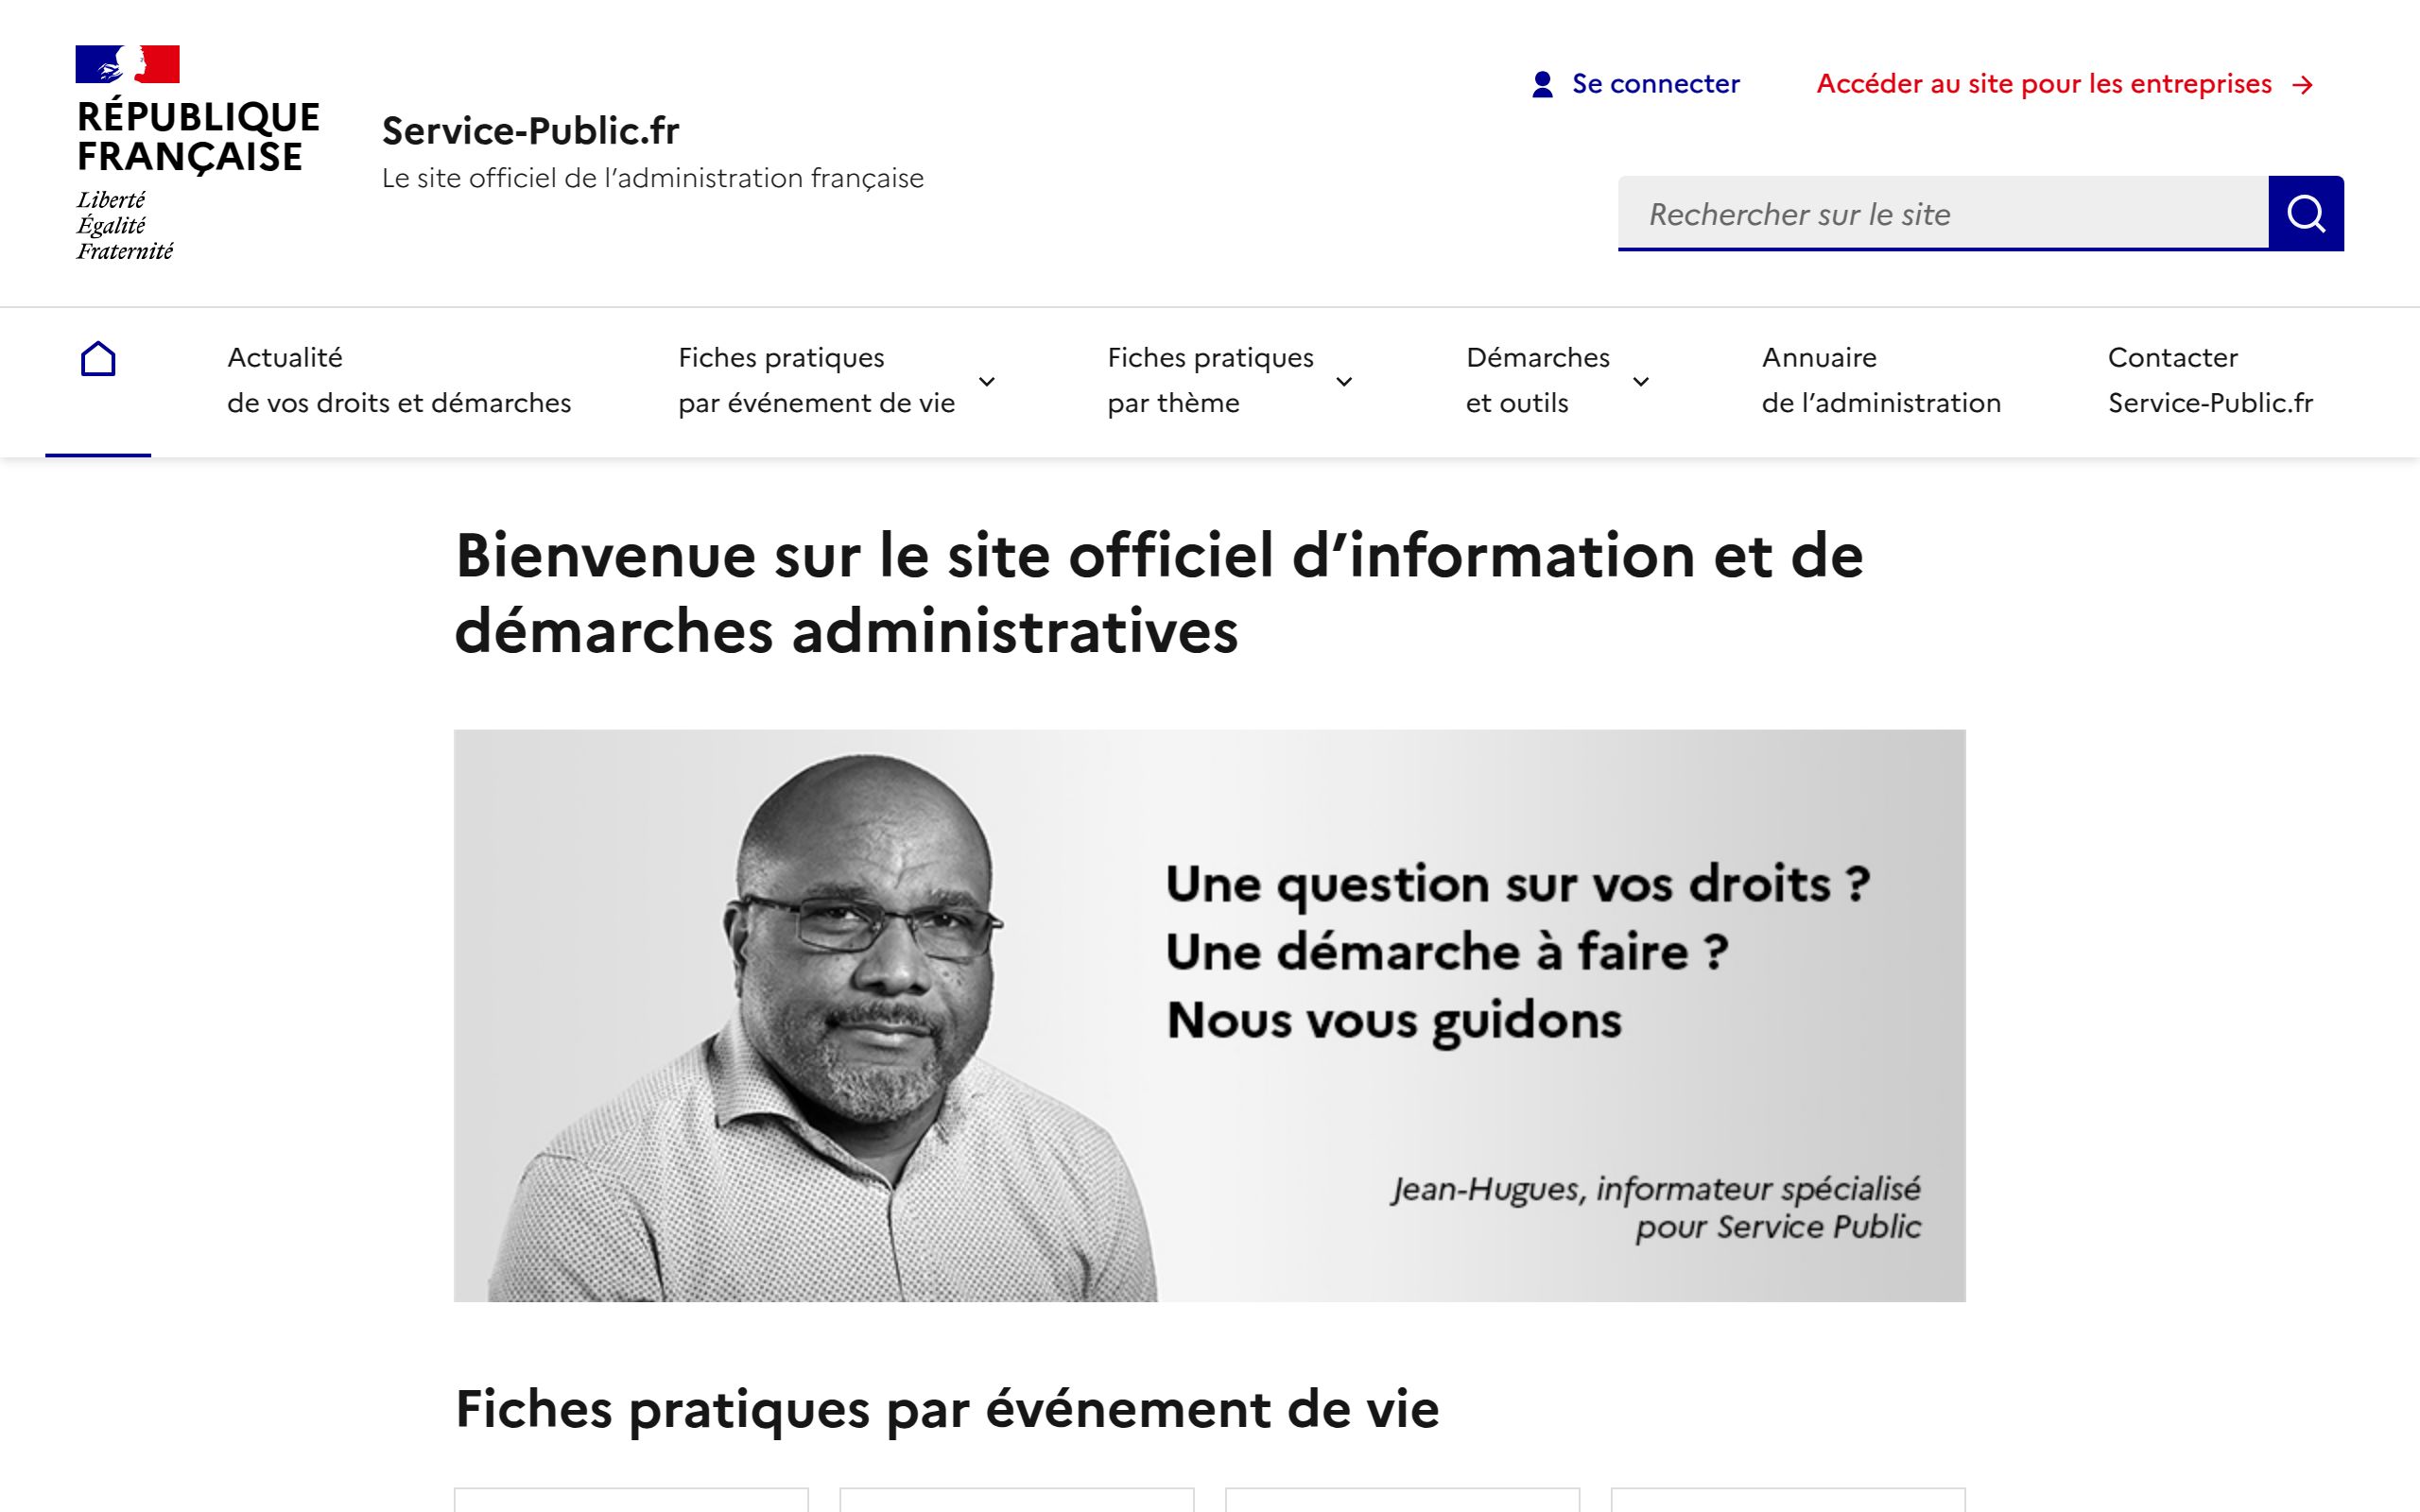 RÉPUBLIQUE
FRANÇAISE
Liberté
Égalité
Fraternité
Service-Public.fr
Le site officiel de l’administration française
Se connecter
Accéder au site pour les entreprises
Rechercher sur le site
Actualité
de vos droits et démarches
Fiches pratiques
par événement de vie
Fiches pratiques
par thème
Démarches
et outils
Annuaire
de l’administration
Contacter
Service-Public.fr
Bienvenue sur le site officiel d’information et de
démarches administratives
Une question sur vos droits ?
Une démarche à faire ?
Nous vous guidons
Jean-Hugues, informateur spécialisé
pour Service Public
Fiches pratiques par événement de vie